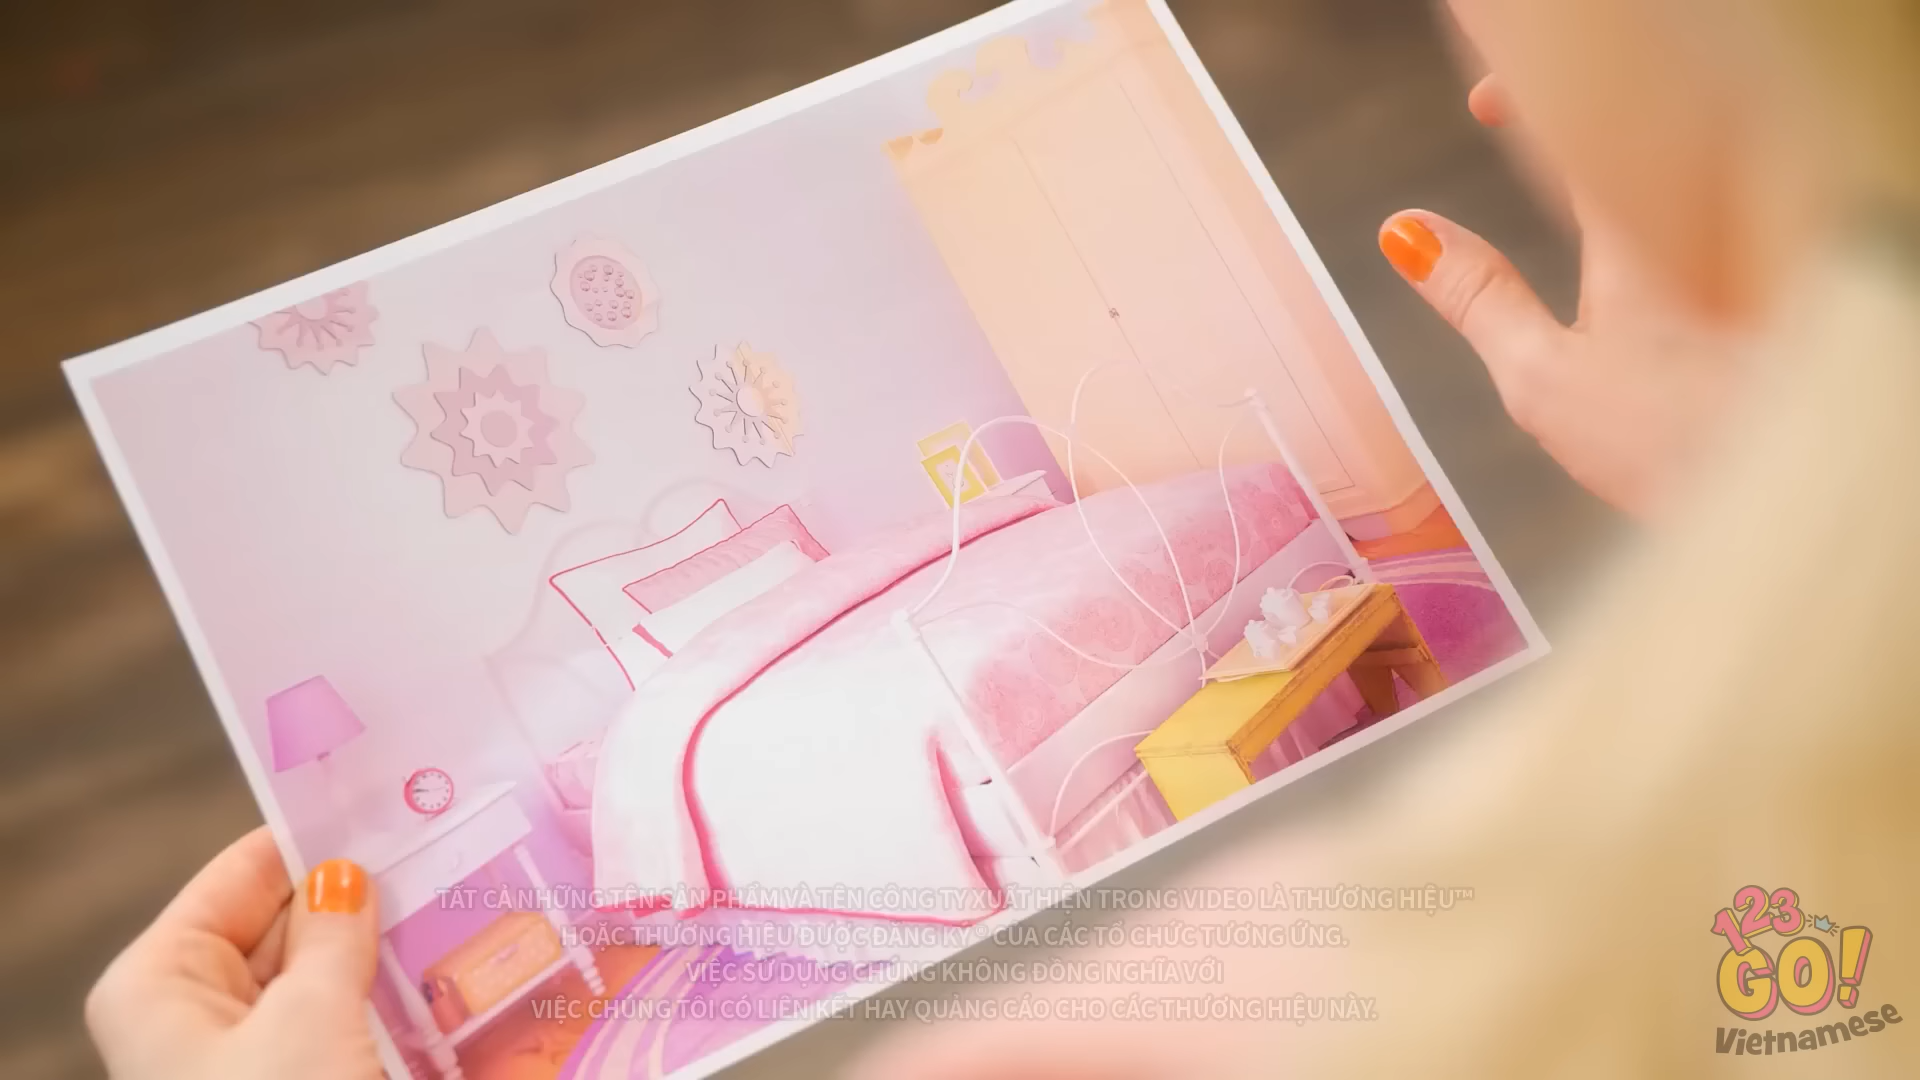 TẤT CẢ NHỮNG TÊN SẢN PHẨM VÀ TÊN CÔNG TY XUẤT HIỆN TRONG VIDEO LÀ THƯƠNG HIỆU™
HOẶC THƯƠNG HIỆU ĐƯỢC ĐĂNG KÝ ® CỦA CÁC TỔ CHỨC TƯƠNG ỨNG.
VIỆC SỬ DỤNG CHÚNG KHÔNG ĐỒNG NGHĨA VỚI
VIỆC CHÚNG TÔI CÓ LIÊN KẾT HAY QUẢNG CÁO CHO CÁC THƯƠNG HIỆU NÀY.
123
GO!
Vietnamese